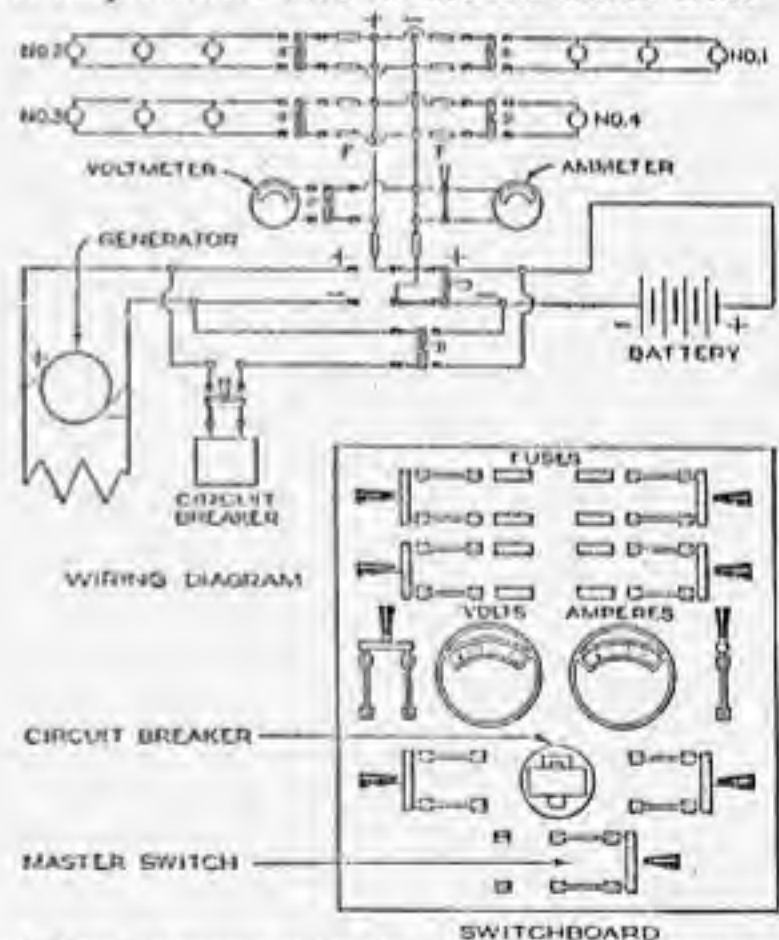 NO.2
NO.1
NO.3
NO.4
VOLTMETER
AMMETER
GENERATOR
BATTERY
CIRCUIT
BREAKER
WIRING DIAGRAM
FUSES
VOLTS AMPERES
CIRCUIT BREAKER
MASTER SWITCH
SWITCHBOARD